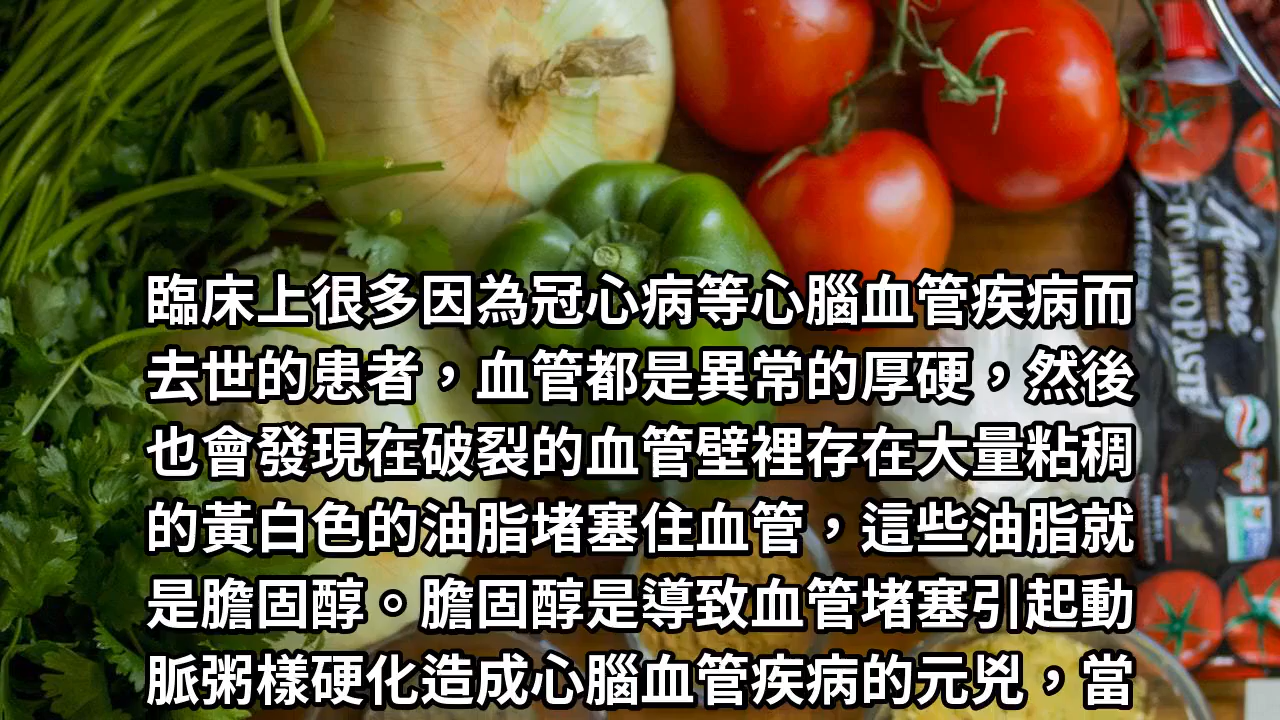 臨床上很多因為冠心病等心腦血管疾病而
去世的患者，血管都是異常的厚硬，然後
也會發現在破裂的血管壁裡存在大量粘稠
的黃白色的油脂堵塞住血管，這些油脂就
是膽固醇。膽固醇是導致血管堵塞引起動
脈粥樣硬化造成心腦血管疾病的元兇，當
Amore
TOMATO PASTE